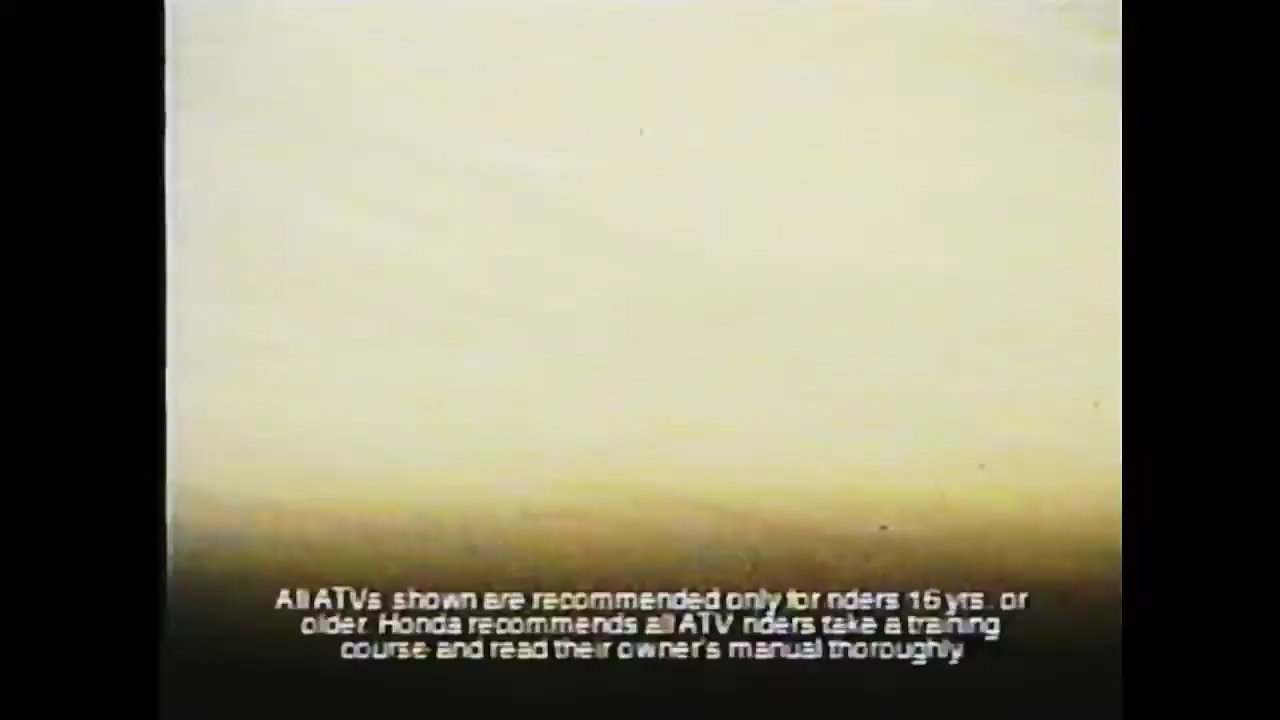 All ATVs shown are recommended only for riders 16 yrs. or
older. Honda recommends all ATV riders take a training
course and read their owner's manual thoroughly.